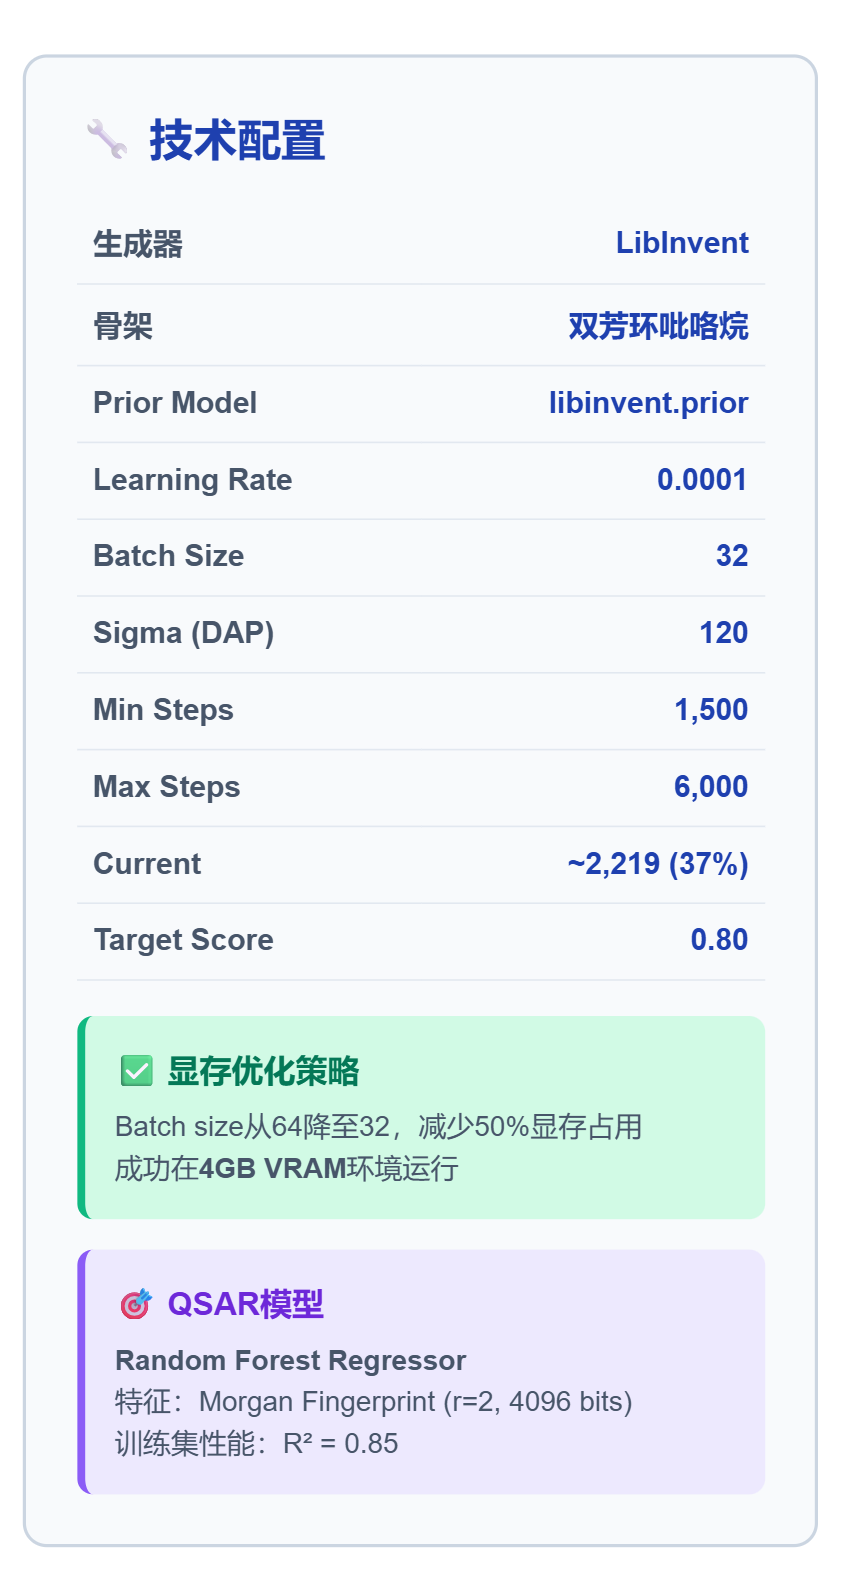 技术配置
生成器 LibInvent
骨架 双芳环吡咯烷
Prior Model libinvent.prior
Learning Rate 0.0001
Batch Size 32
Sigma (DAP) 120
Min Steps 1,500
Max Steps 6,000
Current ~2,219 (37%)
Target Score 0.80
显存优化策略
Batch size从64降至32，减少50%显存占用
成功在4GB VRAM环境运行
QSAR模型
Random Forest Regressor
特征：Morgan Fingerprint (r=2, 4096 bits)
训练集性能：R² = 0.85